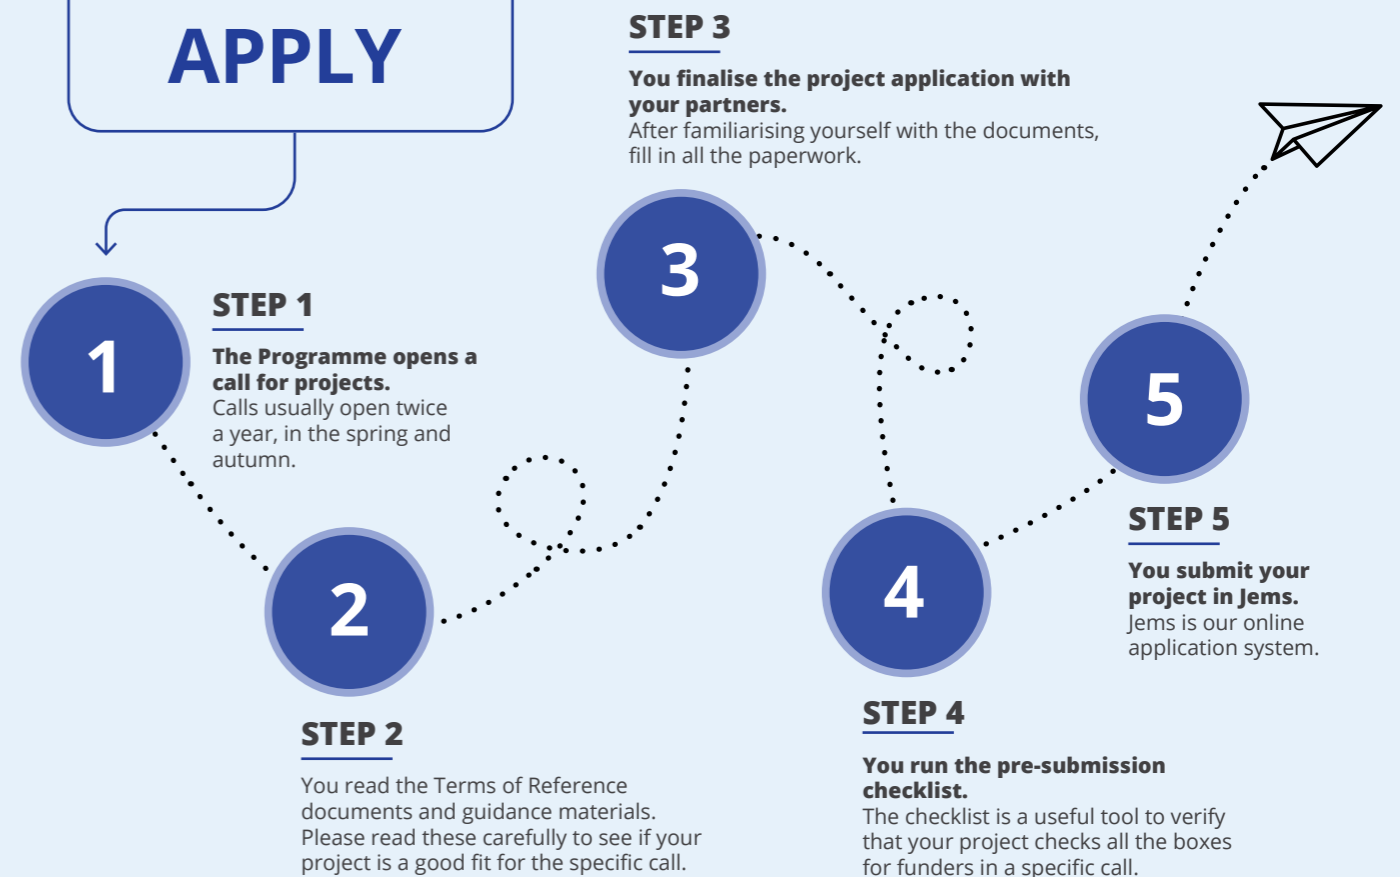 APPLY
1
STEP 1
The Programme opens a
call for projects.
Calls usually open twice
a year, in the spring and
autumn.
2
STEP 2
You read the Terms of Reference
documents and guidance materials.
Please read these carefully to see if your
project is a good fit for the specific call.
STEP 3
You finalise the project application with
your partners.
After familiarising yourself with the documents,
fill in all the paperwork.
3
4
STEP 4
You run the pre-submission
checklist.
The checklist is a useful tool to verify
that your project checks all the boxes
for funders in a specific call.
5
STEP 5
You submit your
project in Jems.
Jems is our online
application system.